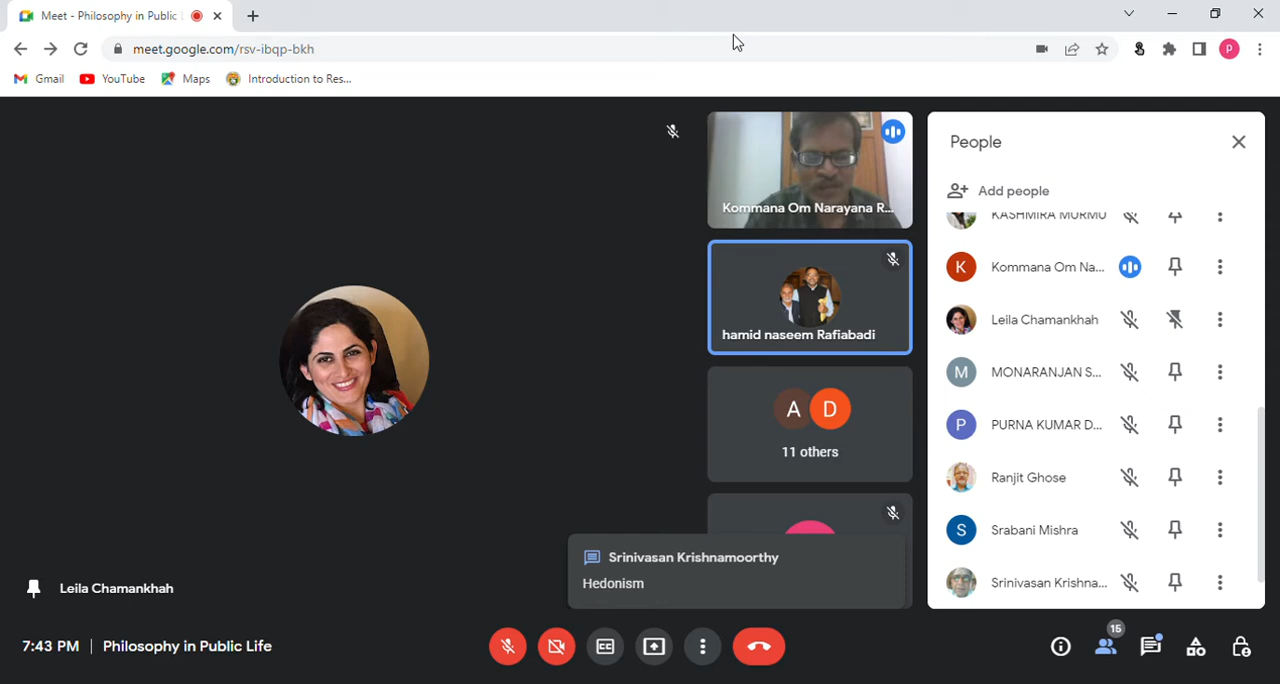 Meet - Philosophy in Public
meet.google.com/rsv-ibqp-bkh
P
Gmail
YouTube
Maps
Introduction to Res...
Kommana Om Narayana R...
hamid naseem Rafiabadi
A D
11 others
Srinivasan Krishnamoorthy
Hedonism
Leila Chamankhah
People
Add people
KASHMIRA MURMU
K Kommana Om Na...
Leila Chamankhah
M MONARANJAN S...
P PURNA KUMAR D...
Ranjit Ghose
S Srabani Mishra
Srinivasan Krishna...
7:43 PM | Philosophy in Public Life
CC
15